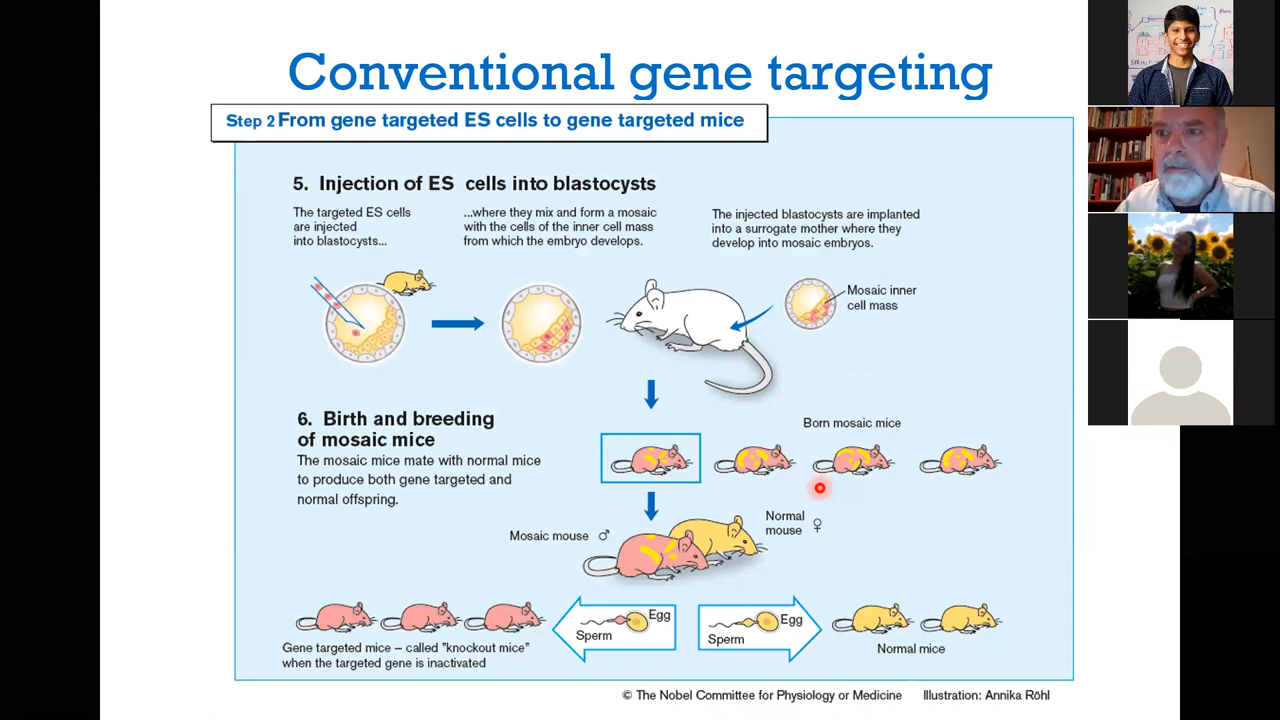 Conventional gene targeting
Step 2 From gene targeted ES cells to gene targeted mice
5. Injection of ES cells into blastocysts
The targeted ES cells
are injected
into blastocysts...
...where they mix and form a mosaic
with the cells of the inner cell mass
from which the embryo develops.
The injected blastocysts are implanted
into a surrogate mother where they
develop into mosaic embryos.
Mosaic inner
cell mass
6. Birth and breeding
of mosaic mice
The mosaic mice mate with normal mice
to produce both gene targeted and
normal offspring.
Born mosaic mice
Mosaic mouse ♂
Normal
mouse ♀
Sperm
Egg
Sperm
Egg
Gene targeted mice – called "knockout mice"
when the targeted gene is inactivated
Normal mice
© The Nobel Committee for Physiology or Medicine Illustration: Annika Röhl